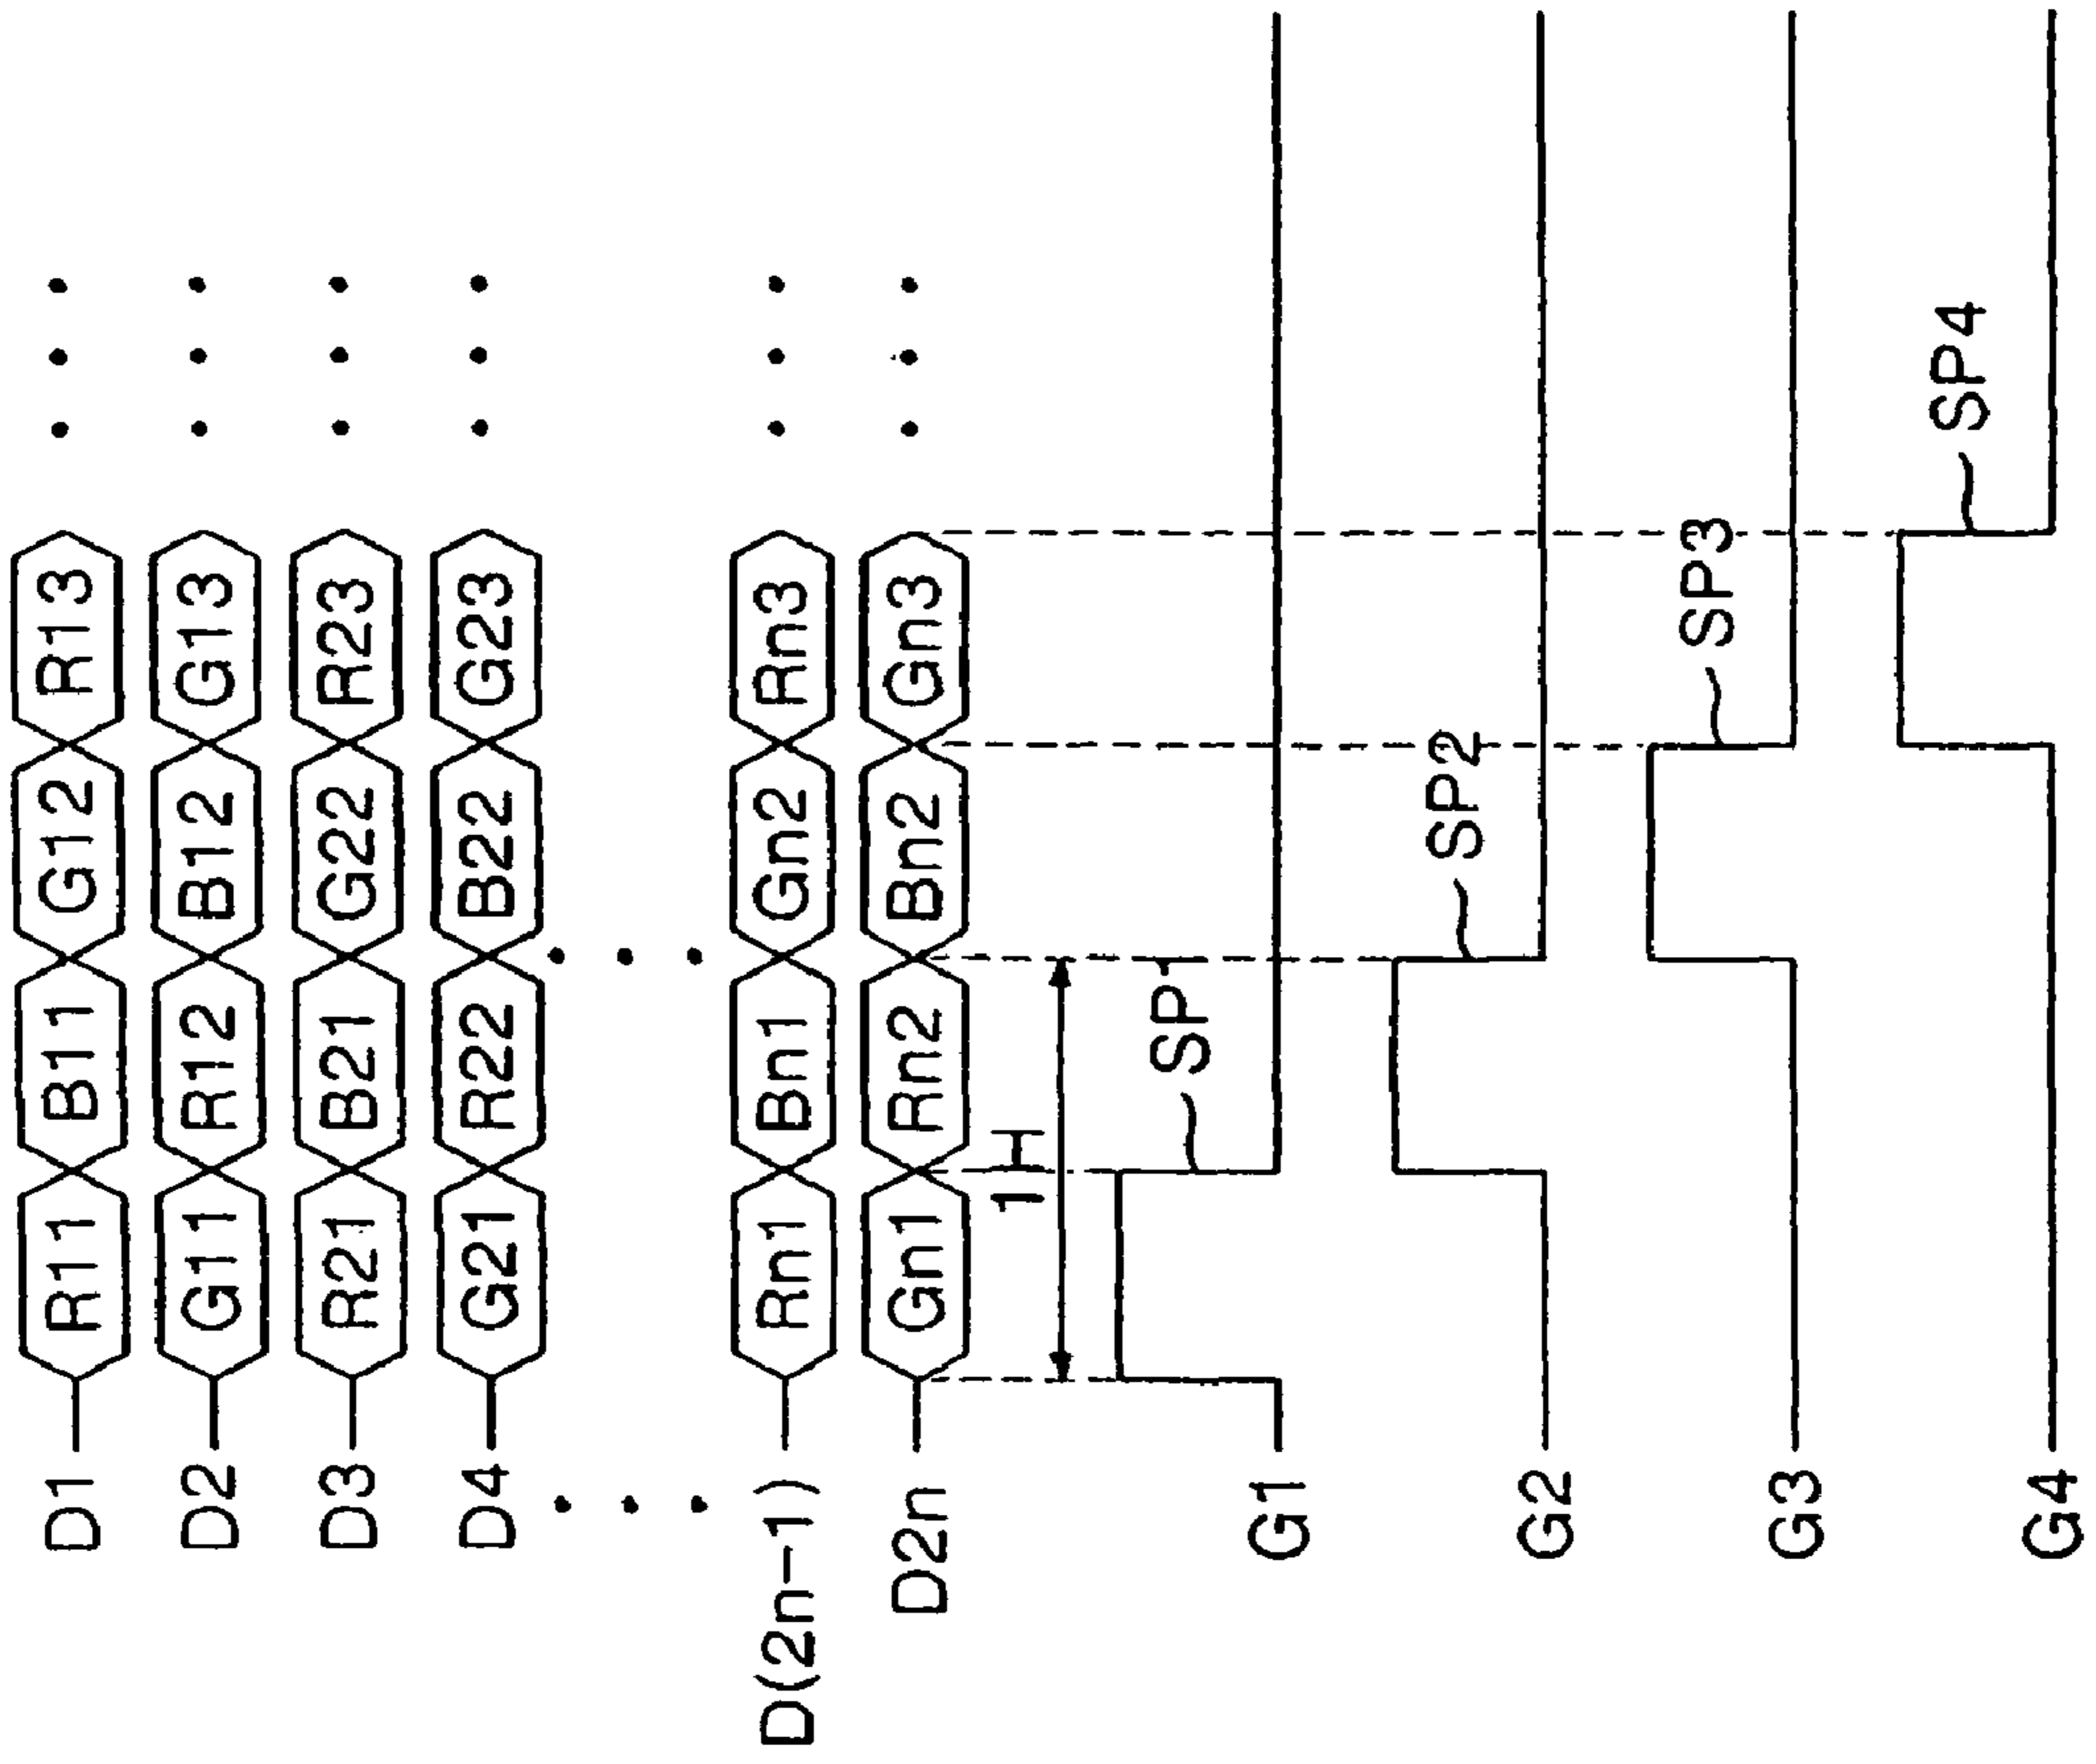 D1 R11 B11 G12 R13
D2 G11 R12 B12 G13
D3 R21 B21 G22 R23
D4 G21 R22 B22 G23
D(2n-1) Rn1 Bn1 Gn2 Rn3
D2n Gn1 Rn2 Bn2 Gn3
1H
G1 SP1
G2 SP2
G3 SP3
G4 SP4